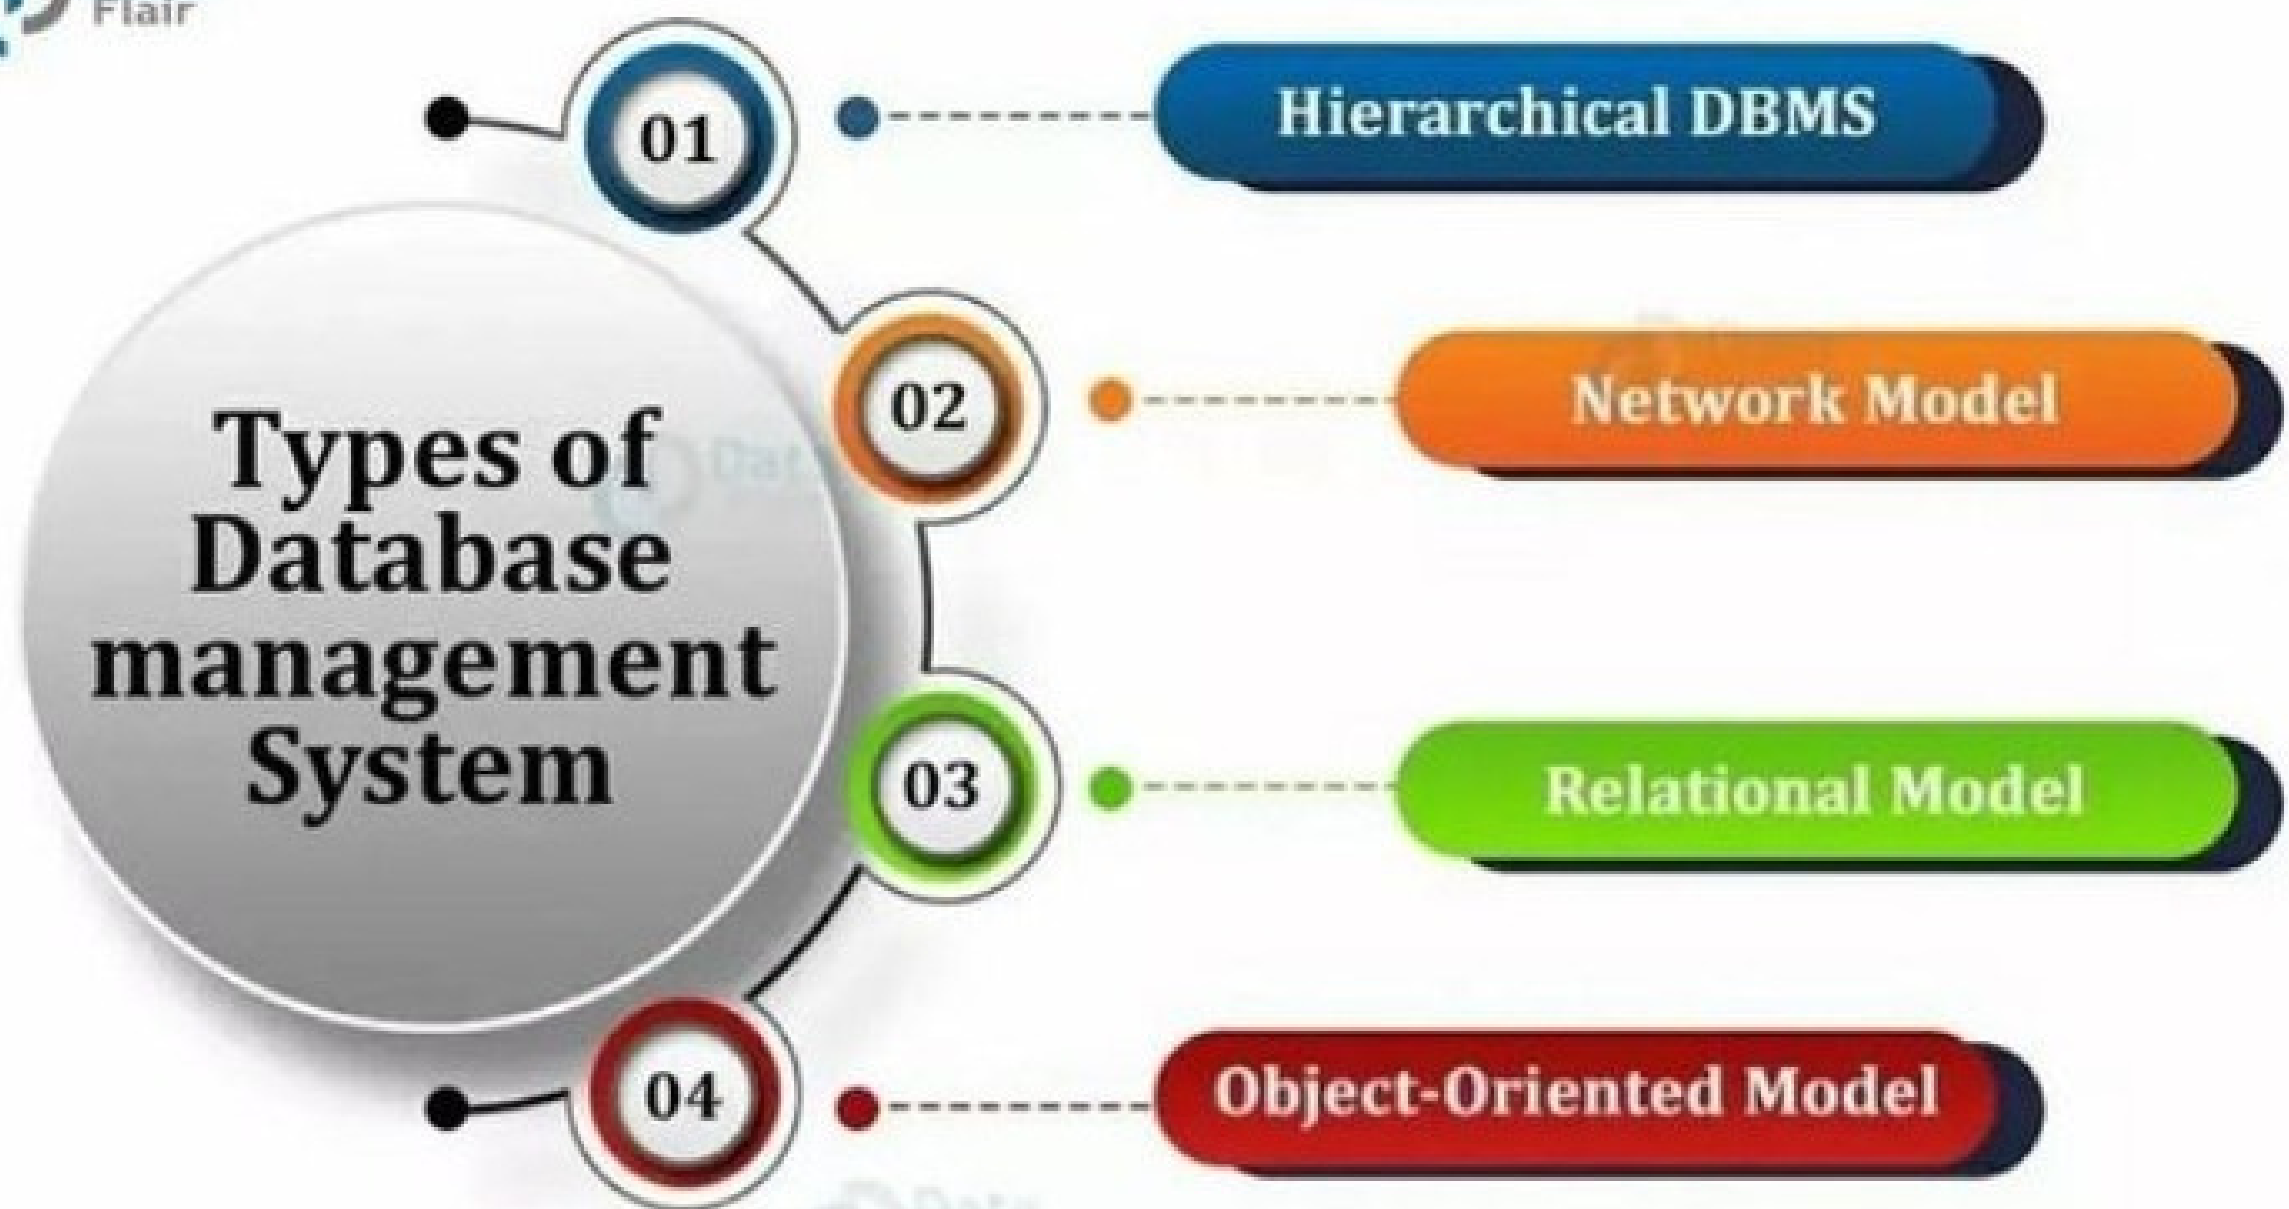 Flair
01
Hierarchical DBMS
02
Network Model
Types of
Database
management
System
03
Relational Model
04
Object-Oriented Model
Data